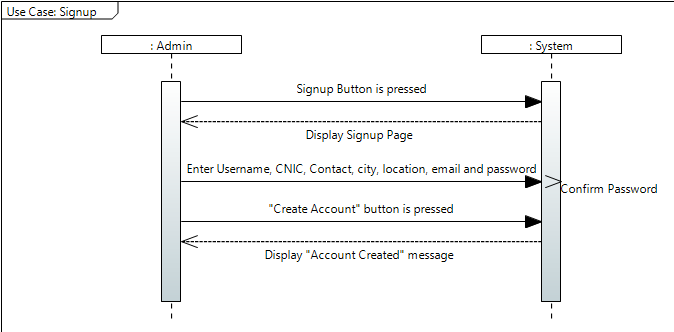 Use Case: Signup
: Admin
: System
Signup Button is pressed
Display Signup Page
Enter Username, CNIC, Contact, city, location, email and password
Confirm Password
"Create Account" button is pressed
Display "Account Created" message